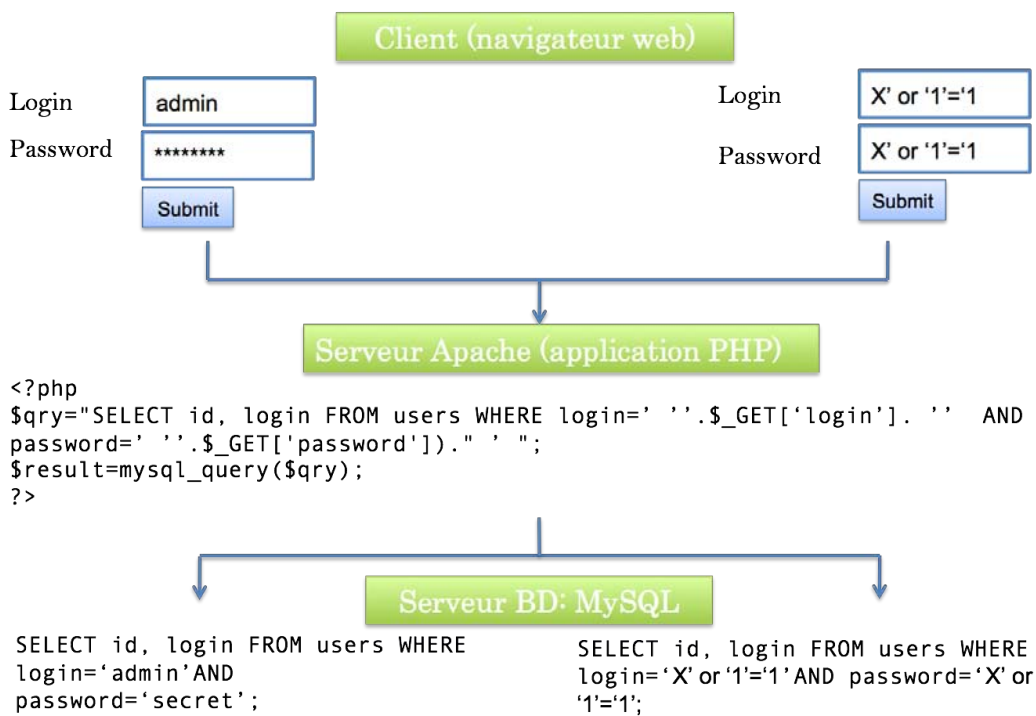 Client (navigateur web)
Login
admin
Password
********
Submit
Login
X’ or ‘1’=‘1
Password
X’ or ‘1’=‘1
Submit
Serveur Apache (application PHP)
<?php
$qry="SELECT id, login FROM users WHERE login=’ ’’.$_GET[‘login’]. ’’ AND
password=’ ’’.$_GET['password'])." ’ ";
$result=mysql_query($qry);
?>
Serveur BD: MySQL
SELECT id, login FROM users WHERE
login=‘admin’AND
password=‘secret’;
SELECT id, login FROM users WHERE
login=‘X’ or ‘1’=‘1’AND password=‘X’ or
‘1’=‘1’;